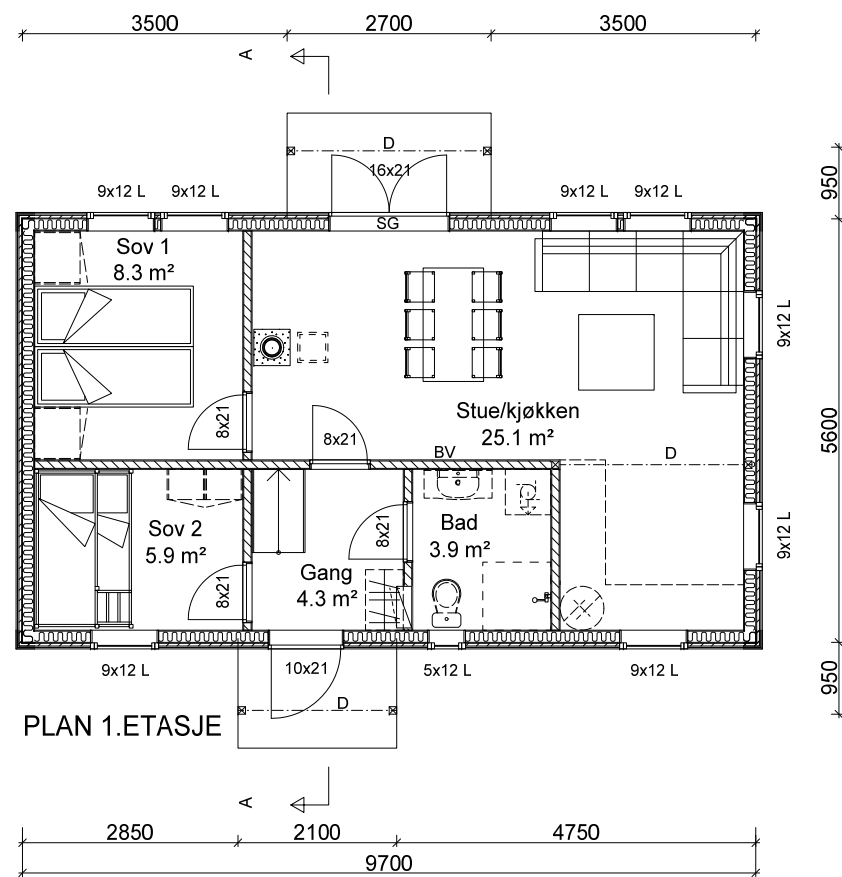 3500 2700 3500
A
D
16x21
950
9x12 L 9x12 L 9x12 L 9x12 L
SG
Sov 1
8.3 m²
9x12 L
Stue/kjøkken
25.1 m²
5600
8x21
8x21
BV
D
Sov 2
5.9 m²
8x21
Bad
3.9 m²
9x12 L
Gang
4.3 m²
8x21
9x12 L 10x21 5x12 L 9x12 L
950
D
PLAN 1.ETASJE
A
2850 2100 4750
9700